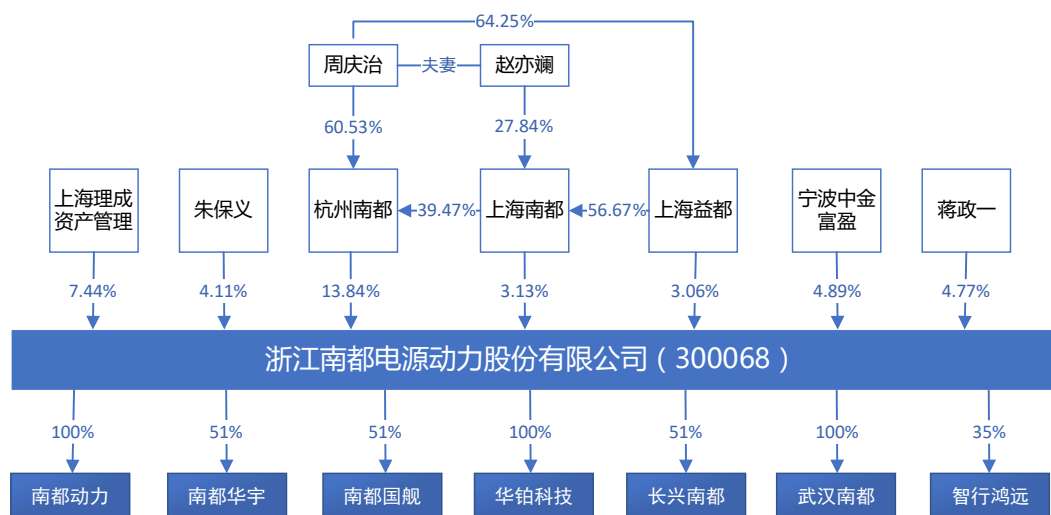 64.25%
周庆治
夫妻
赵亦斓
60.53%
27.84%
上海理成
资产管理
朱保义
杭州南都
39.47%
上海南都
56.67%
上海益都
宁波中金
富盈
蒋政一
7.44%
4.11%
13.84%
3.13%
3.06%
4.89%
4.77%
浙江南都电源动力股份有限公司（300068）
100%
51%
51%
100%
51%
100%
35%
南都动力
南都华宇
南都国舰
华铂科技
长兴南都
武汉南都
智行鸿远